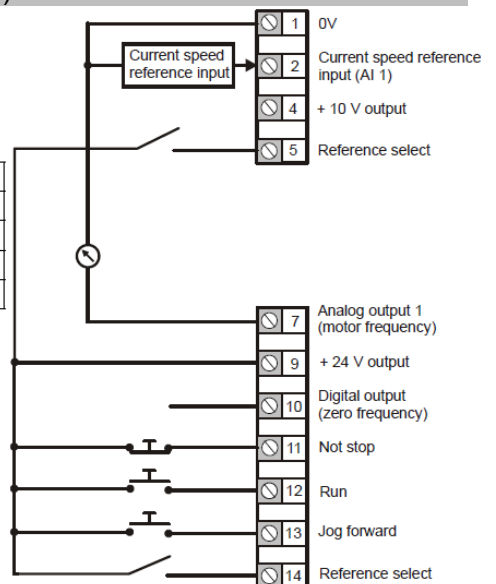 1 0V
Current speed
reference input
2 Current speed reference
input (AI 1)
4 + 10 V output
5 Reference select
7 Analog output 1
(motor frequency)
9 + 24 V output
10 Digital output
(zero frequency)
11 Not stop
12 Run
13 Jog forward
14 Reference select